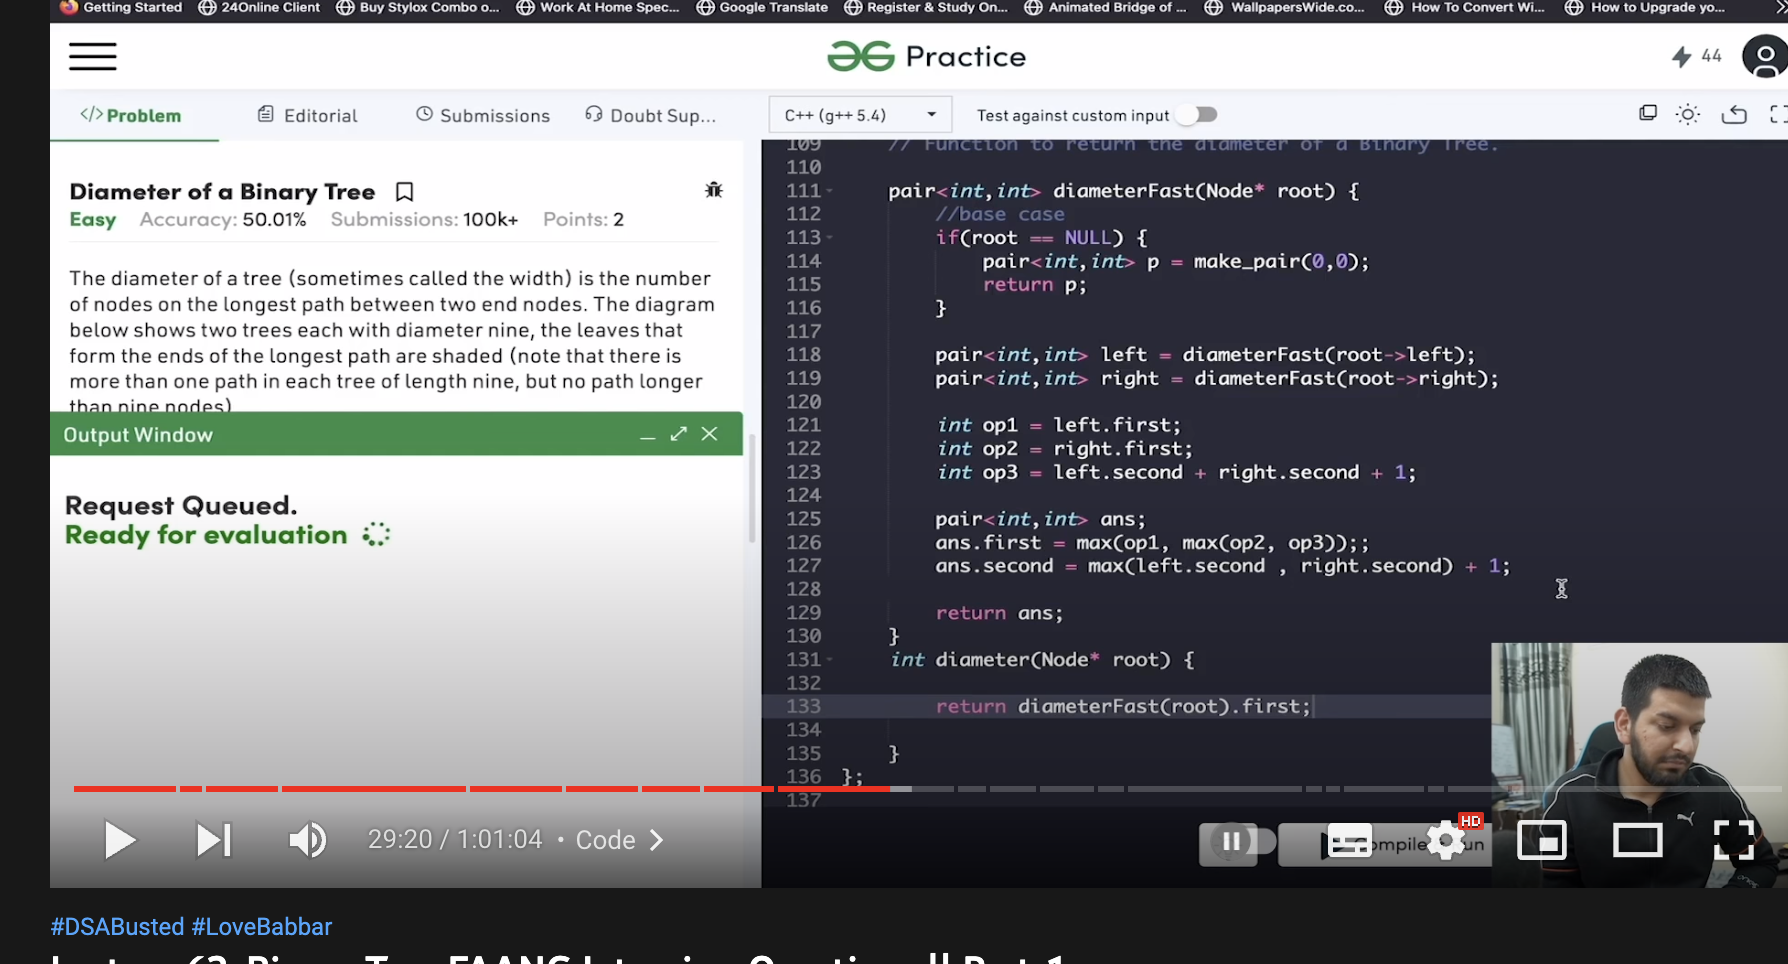 Getting Started 24Online Client Buy Stylox Combo o... Work At Home Spec... Google Translate Register & Study On... Animated Bridge of ... WallpapersWide.co... How To Convert Wi... How to Upgrade yo...
Practice
44
</>Problem Editorial Submissions Doubt Sup...
C++ (g++ 5.4) Test against custom input
Diameter of a Binary Tree
Easy Accuracy: 50.01% Submissions: 100k+ Points: 2
The diameter of a tree (sometimes called the width) is the number
of nodes on the longest path between two end nodes. The diagram
below shows two trees each with diameter nine, the leaves that
form the ends of the longest path are shaded (note that there is
more than one path in each tree of length nine, but no path longer
than nine nodes)
Output Window
Request Queued.
Ready for evaluation
109 // Function to return the diameter of a Binary Tree.
110
111 pair<int,int> diameterFast(Node* root) {
112 //base case
113 if(root == NULL) {
114 pair<int,int> p = make_pair(0,0);
115 return p;
116 }
117
118 pair<int,int> left = diameterFast(root->left);
119 pair<int,int> right = diameterFast(root->right);
120
121 int op1 = left.first;
122 int op2 = right.first;
123 int op3 = left.second + right.second + 1;
124
125 pair<int,int> ans;
126 ans.first = max(op1, max(op2, op3));;
127 ans.second = max(left.second , right.second) + 1;
128
129 return ans;
130 }
131 int diameter(Node* root) {
132
133 return diameterFast(root).first;
134
135 }
136 };
137
29:20 / 1:01:04 • Code
HD
#DSABusted #LoveBabbar